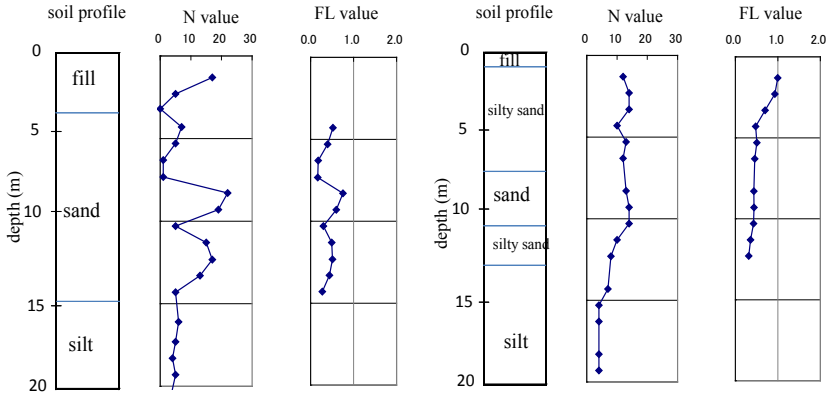 soil profile N value FL value soil profile N value FL value
0 10 20 30 0.0 1.0 2.0 0 10 20 30 0.0 1.0 2.0
0 fill 0 fill
silty sand
5 5
sand sand
10 10
silty sand
15 15
silt silt
20 20
depth (m) depth (m)